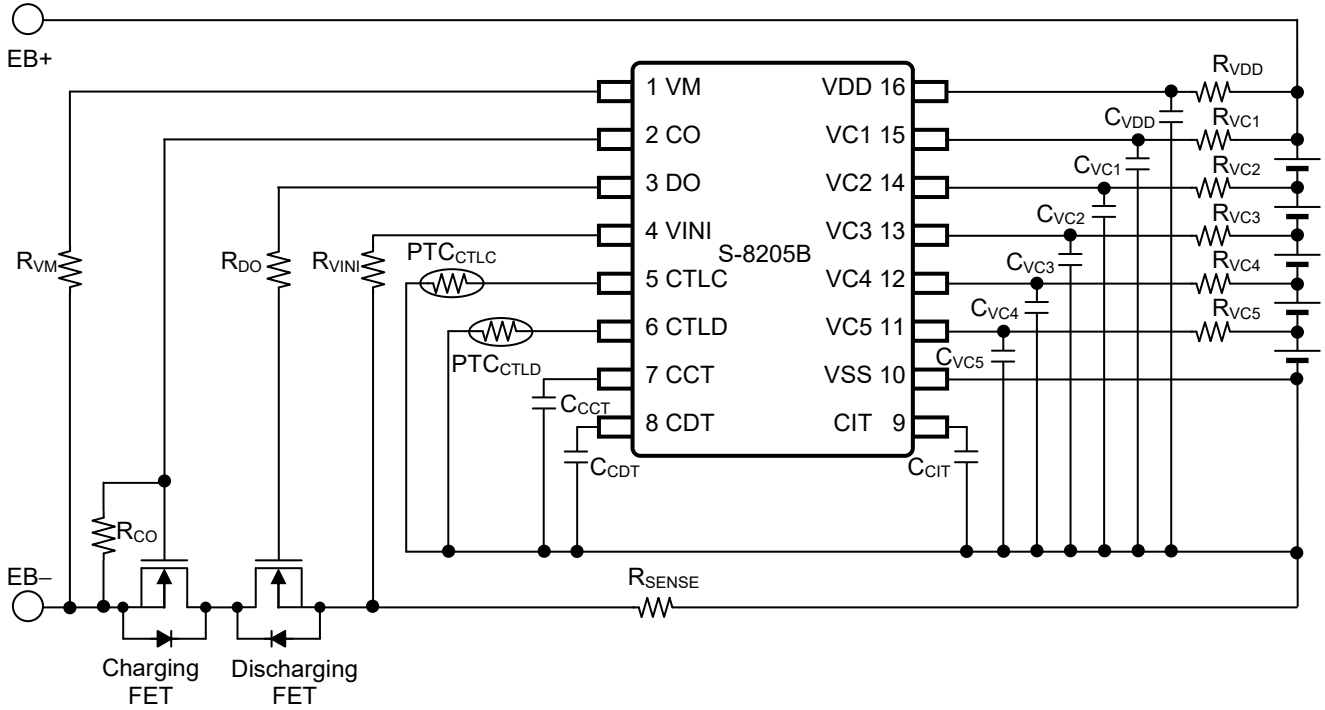 EB+
1 VM
2 CO
3 DO
4 VINI
5 CTLC
6 CTLD
7 CCT
8 CDT
S-8205B
VDD 16
VC1 15
VC2 14
VC3 13
VC4 12
VC5 11
VSS 10
CIT 9
RVDD
RVC1
RVC2
RVC3
RVC4
RVC5
CVDD
CVC1
CVC2
CVC3
CVC4
CVC5
RVM
RDO
RVINI
PTCCTLC
PTCCTLD
CCCT
CCDT
CCIT
RCO
EB−
RSENSE
Charging
FET
Discharging
FET